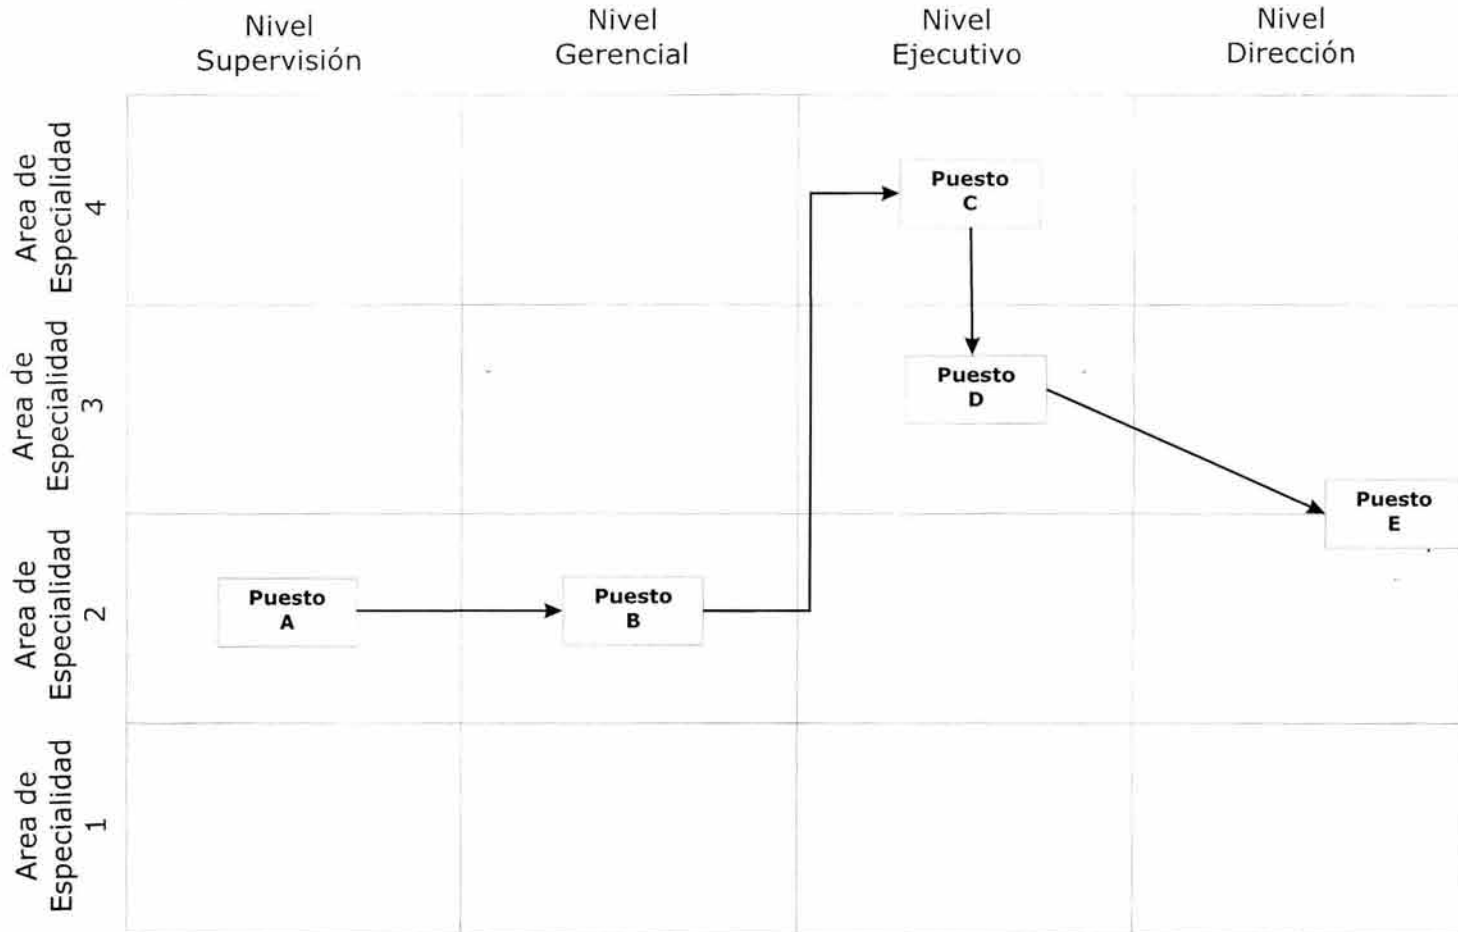 Nivel
Supervisión
Nivel
Gerencial
Nivel
Ejecutivo
Nivel
Dirección
Area de
Especialidad
4
Puesto
C
Area de
Especialidad
3
Puesto
D
Puesto
E
Area de
Especialidad
2
Puesto
A
Puesto
B
Area de
Especialidad
1